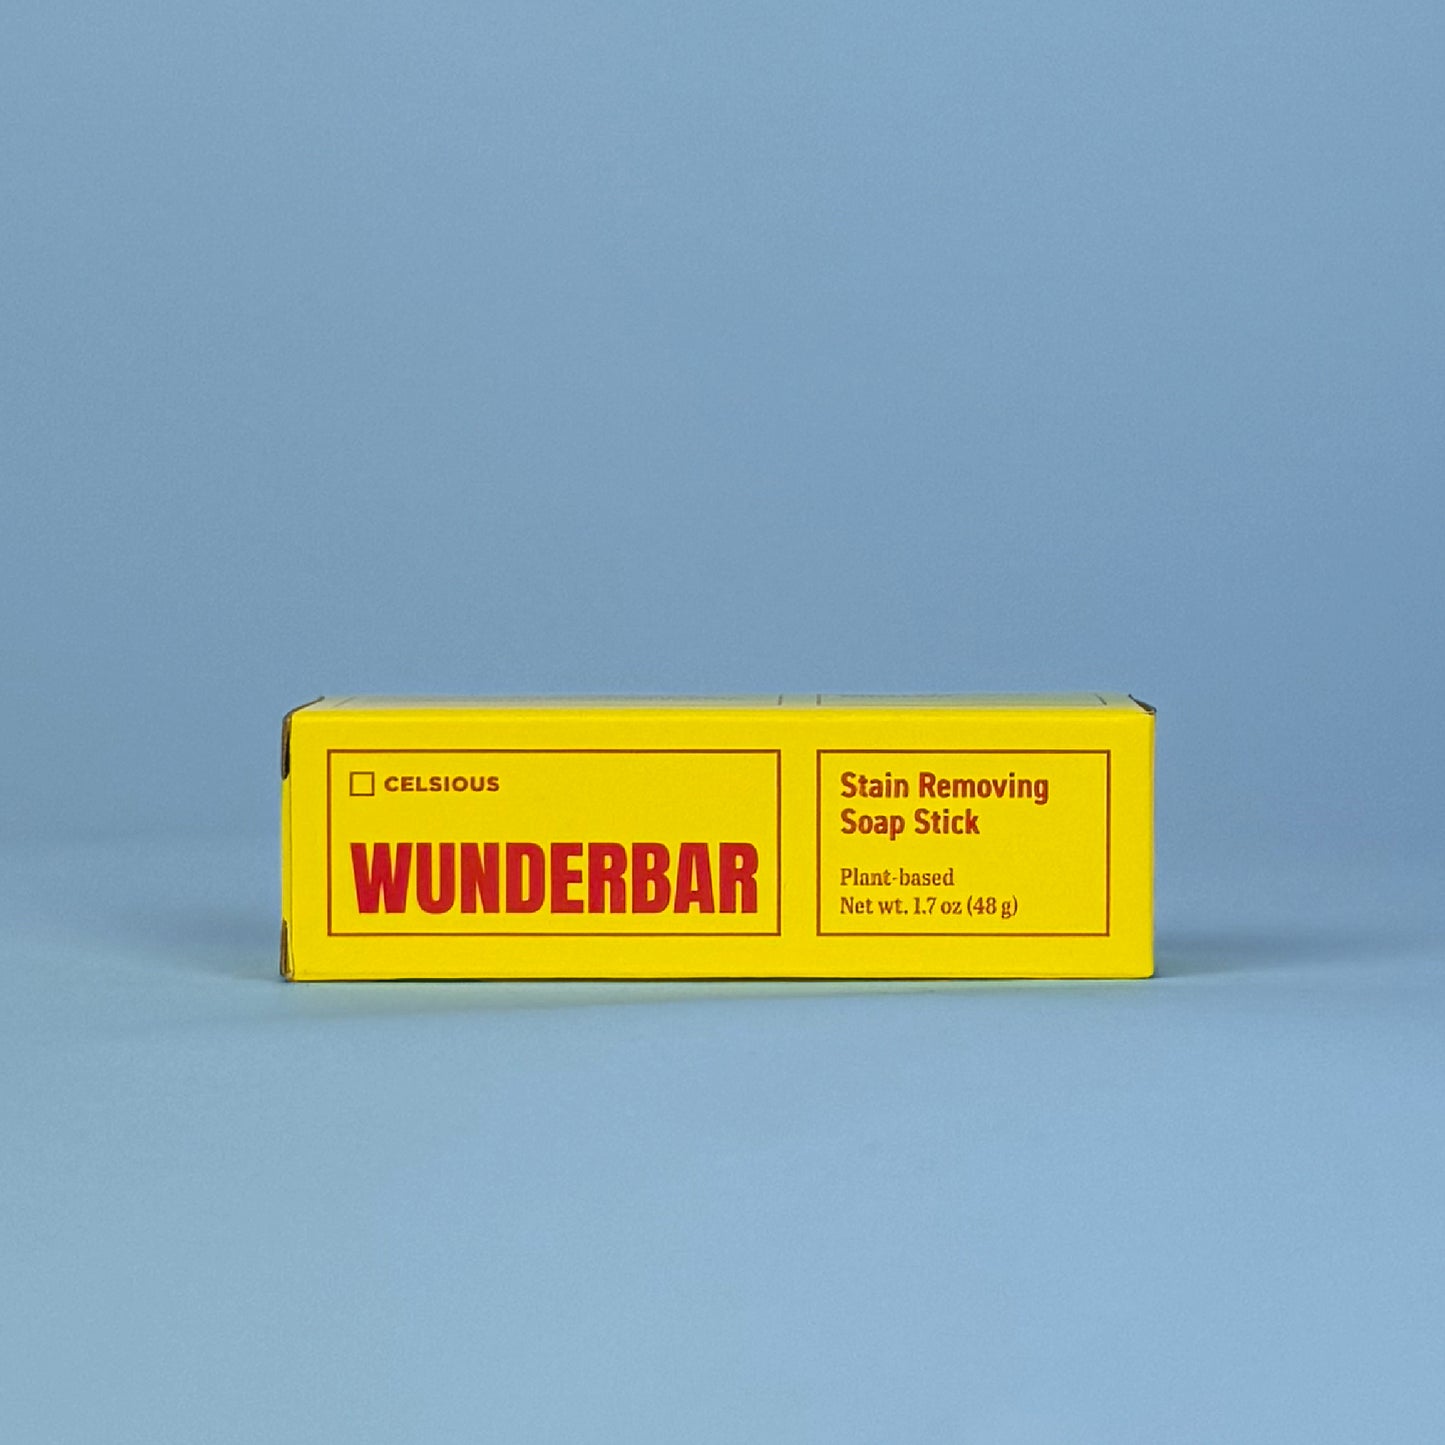 CELSIOUS
WUNDERBAR
Stain Removing
Soap Stick
Plant-based
Net wt. 1.7 oz (48 g)